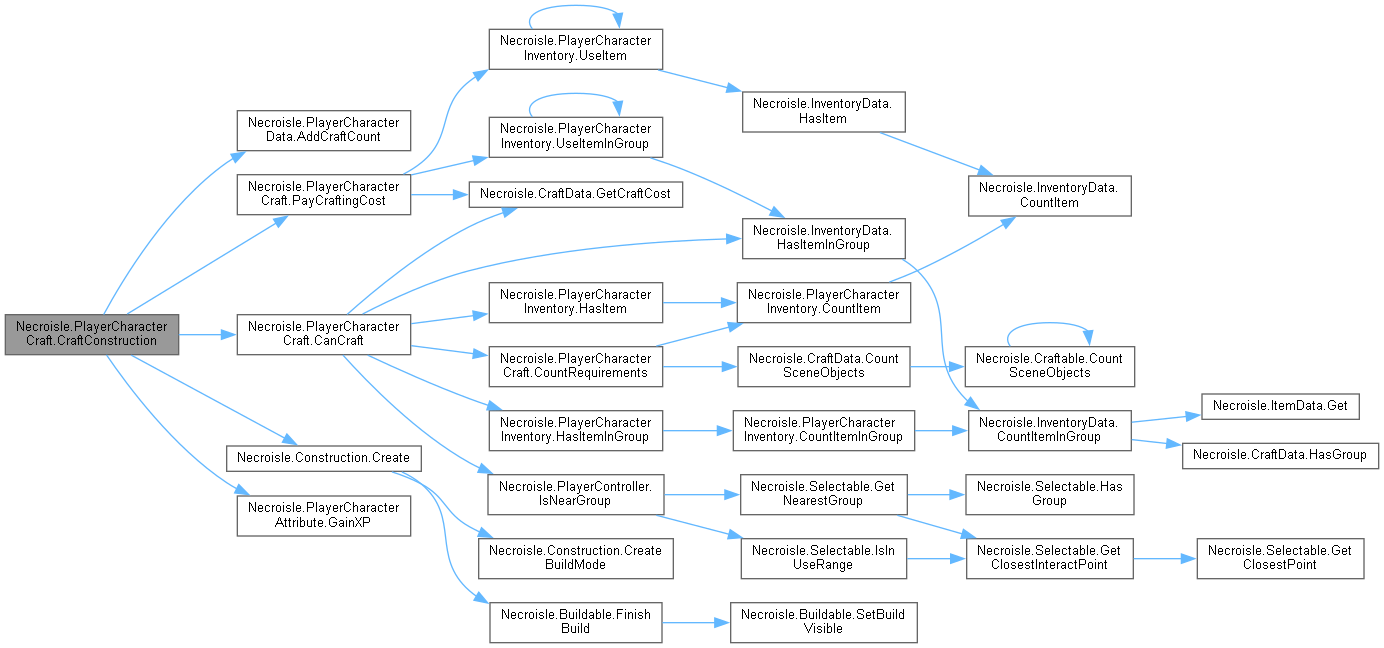 Necroisle.PlayerCharacter
Craft.CraftConstruction
Necroisle.PlayerCharacter
Data.AddCraftCount
Necroisle.PlayerCharacter
Craft.PayCraftingCost
Necroisle.PlayerCharacter
Craft.CanCraft
Necroisle.Construction.Create
Necroisle.PlayerCharacter
Attribute.GainXP
Necroisle.PlayerCharacter
Inventory.UseItem
Necroisle.PlayerCharacter
Inventory.UseItemInGroup
Necroisle.CraftData.GetCraftCost
Necroisle.PlayerCharacter
Inventory.HasItem
Necroisle.PlayerCharacter
Craft.CountRequirements
Necroisle.PlayerCharacter
Inventory.HasItemInGroup
Necroisle.PlayerController.
IsNearGroup
Necroisle.Construction.Create
BuildMode
Necroisle.Buildable.Finish
Build
Necroisle.InventoryData.
HasItem
Necroisle.InventoryData.
HasItemInGroup
Necroisle.PlayerCharacter
Inventory.CountItem
Necroisle.CraftData.Count
SceneObjects
Necroisle.PlayerCharacter
Inventory.CountItemInGroup
Necroisle.Selectable.Get
NearestGroup
Necroisle.Selectable.IsIn
UseRange
Necroisle.Buildable.SetBuild
Visible
Necroisle.InventoryData.
CountItem
Necroisle.Craftable.Count
SceneObjects
Necroisle.InventoryData.
CountItemInGroup
Necroisle.Selectable.Has
Group
Necroisle.Selectable.Get
ClosestInteractPoint
Necroisle.ItemData.Get
Necroisle.CraftData.HasGroup
Necroisle.Selectable.Get
ClosestPoint